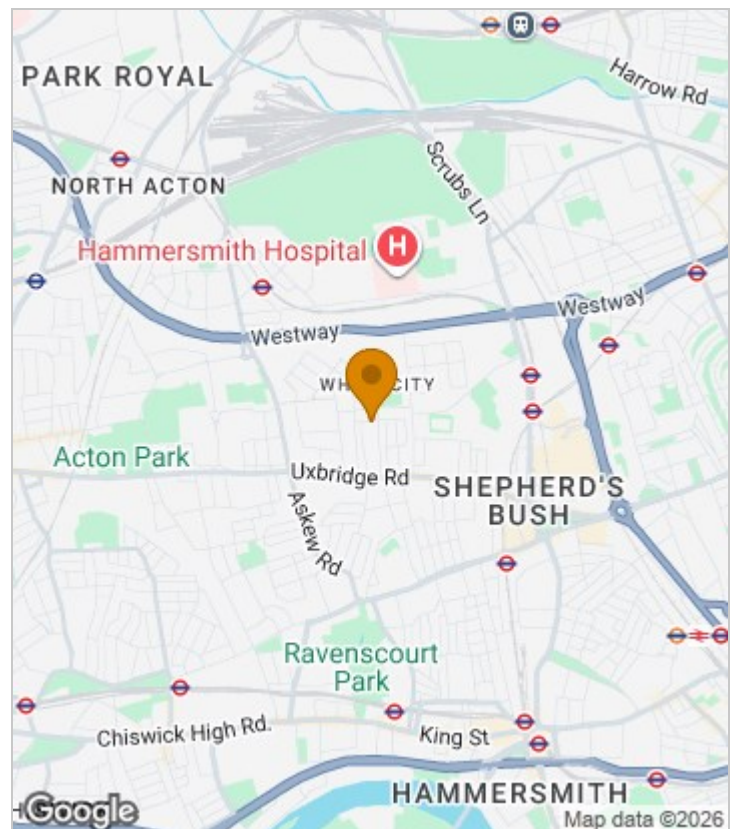 PARK ROYAL
Harrow Rd
Scrubs Ln
NORTH ACTON
Hammersmith Hospital
H
Westway
Westway
CITY
Acton Park
Uxbridge Rd
SHEPHERD'S
BUSH
Askew Rd
Ravenscourt
Park
Chiswick High Rd.
King St
HAMMERSMITH
Google
Map data ©2026